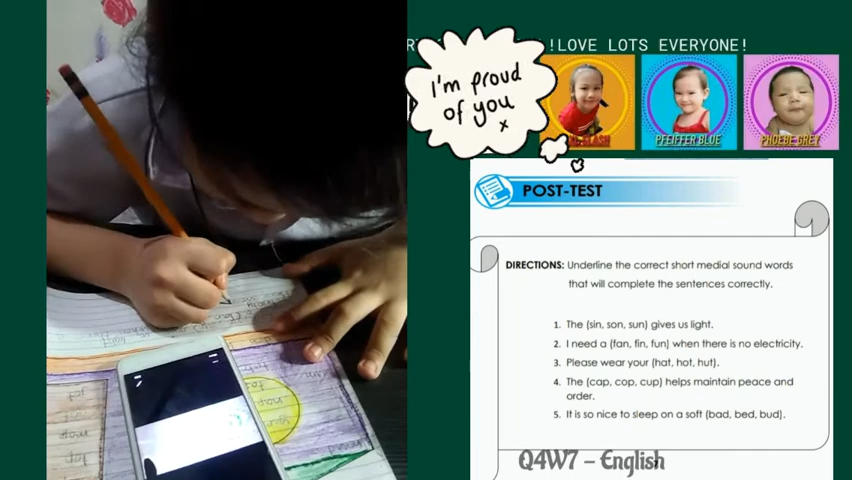 !LOVE LOTS EVERYONE!
I'm proud
of you
x
PFEIFFER BLUE
PHOEBE GREY
POST-TEST
DIRECTIONS: Underline the correct short medial sound words
that will complete the sentences correctly.
1. The (sin, son, sun) gives us light.
2. I need a (fan, fin, fun) when there is no electricity.
3. Please wear your (hat, hot, hut).
4. The (cap, cop, cup) helps maintain peace and
order.
5. It is so nice to sleep on a soft (bad, bed, bud).
Q4W7 – English